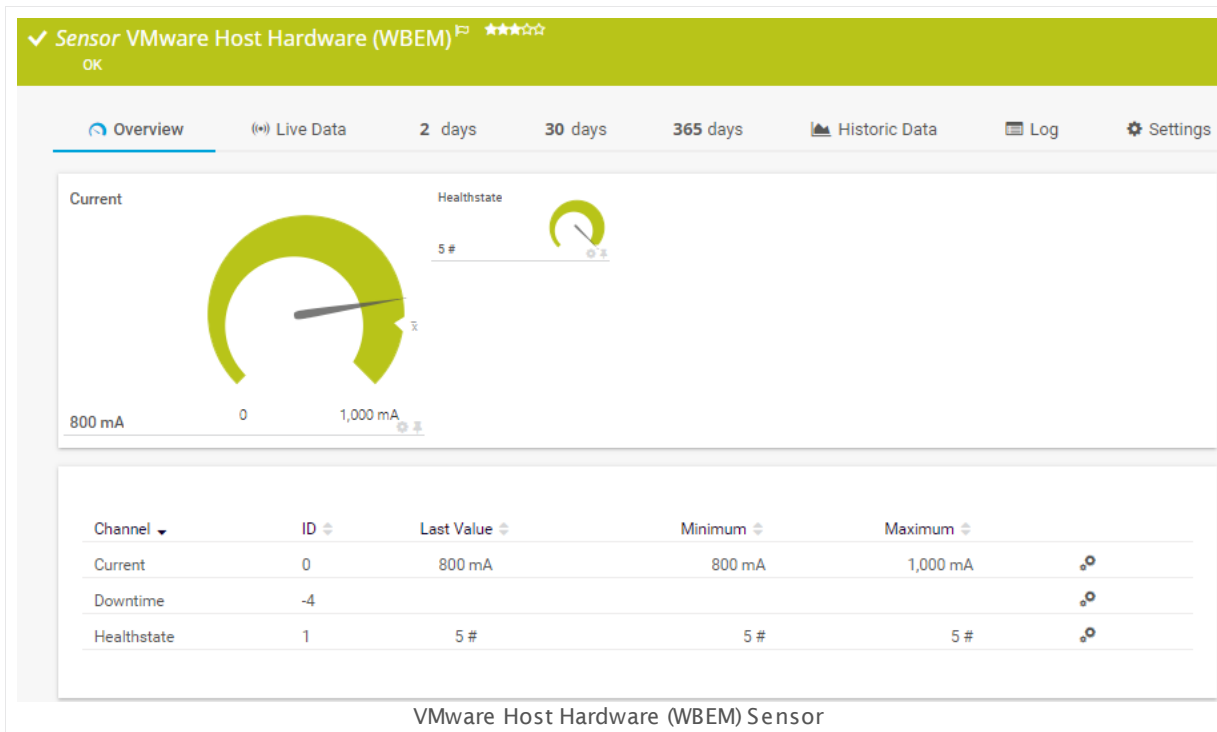 Sensor VMware Host Hardware (WBEM)
OK
Overview Live Data 2 days 30 days 365 days Historic Data Log Settings
Current
Healthstate
5 #
x̄
0 1,000 mA
800 mA
Channel ID Last Value Minimum Maximum
Current 0 800 mA 800 mA 1,000 mA
Downtime -4
Healthstate 1 5 # 5 # 5 #
VMware Host Hardware (WBEM) Sensor